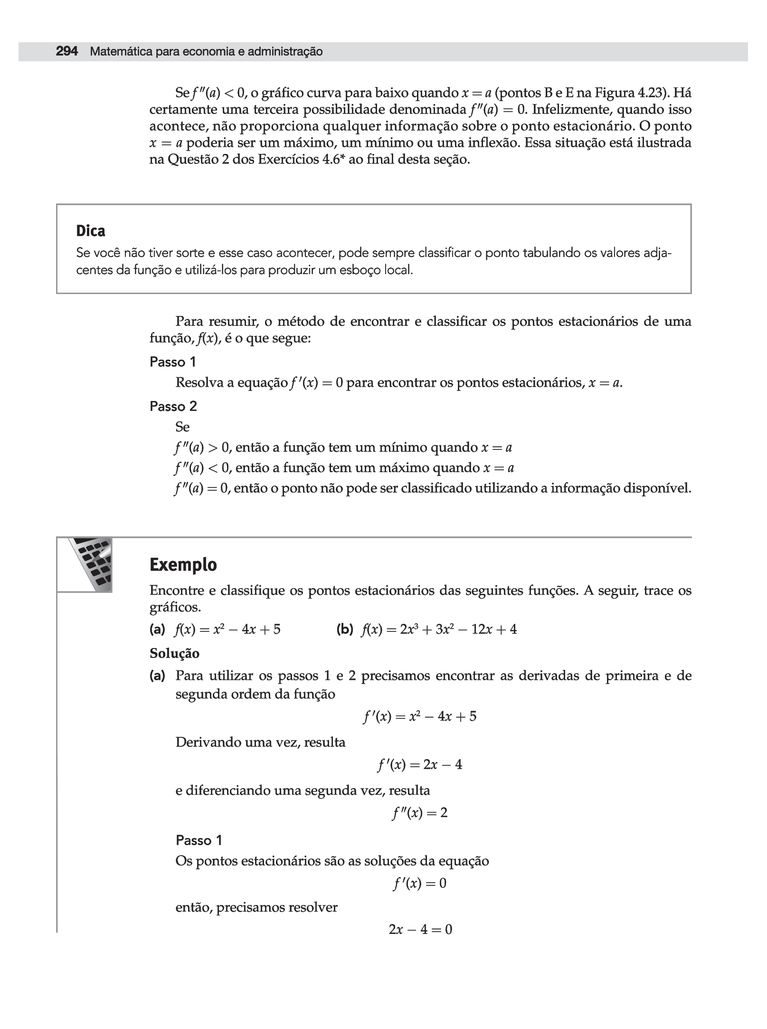 294 Matemática para economia e administração
Se f ″(a) < 0, o gráfico curva para baixo quando x = a (pontos B e E na Figura 4.23). Há
certamente uma terceira possibilidade denominada f ″(a) = 0. Infelizmente, quando isso
acontece, não proporciona qualquer informação sobre o ponto estacionário. O ponto
x = a poderia ser um máximo, um mínimo ou uma inflexão. Essa situação está ilustrada
na Questão 2 dos Exercícios 4.6* ao final desta seção.
Dica
Se você não tiver sorte e esse caso acontecer, pode sempre classificar o ponto tabulando os valores adja-
centes da função e utilizá-los para produzir um esboço local.
Para resumir, o método de encontrar e classificar os pontos estacionários de uma
função, f(x), é o que segue:
Passo 1
Resolva a equação f ′(x) = 0 para encontrar os pontos estacionários, x = a.
Passo 2
Se
f ″(a) > 0, então a função tem um mínimo quando x = a
f ″(a) < 0, então a função tem um máximo quando x = a
f ″(a) = 0, então o ponto não pode ser classificado utilizando a informação disponível.
Exemplo
Encontre e classifique os pontos estacionários das seguintes funções. A seguir, trace os
gráficos.
(a) f(x) = x² − 4x + 5 (b) f(x) = 2x³ + 3x² − 12x + 4
Solução
(a) Para utilizar os passos 1 e 2 precisamos encontrar as derivadas de primeira e de
segunda ordem da função
f ′(x) = x² − 4x + 5
Derivando uma vez, resulta
f ′(x) = 2x − 4
e diferenciando uma segunda vez, resulta
f ″(x) = 2
Passo 1
Os pontos estacionários são as soluções da equação
f ′(x) = 0
então, precisamos resolver
2x − 4 = 0